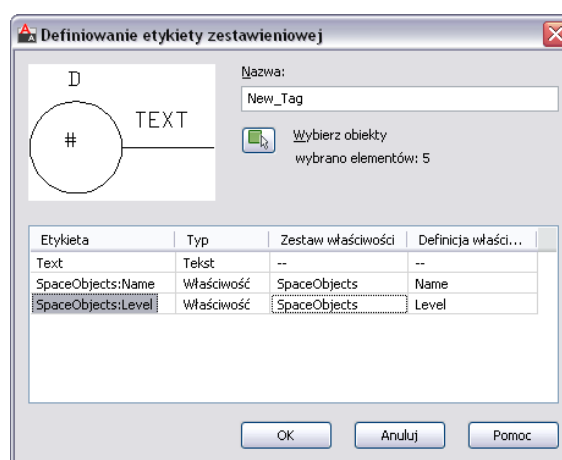 Definiowanie etykiety zestawieniowej
D
TEXT
#
Nazwa:
New_Tag
Wybierz obiekty
wybrano elementów: 5
Etykieta Typ Zestaw właściwości Definicja właści...
Text Tekst -- --
SpaceObjects:Name Właściwość SpaceObjects Name
SpaceObjects:Level Właściwość SpaceObjects Level
OK Anuluj Pomoc